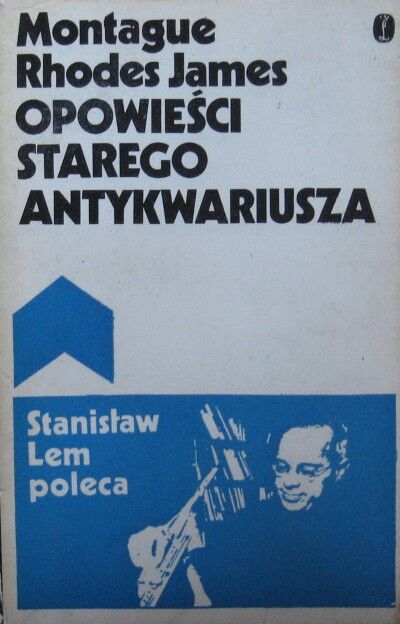 Montague
Rhodes James
OPOWIEŚCI
STAREGO
ANTYKWARIUSZA
Stanisław
Lem
poleca